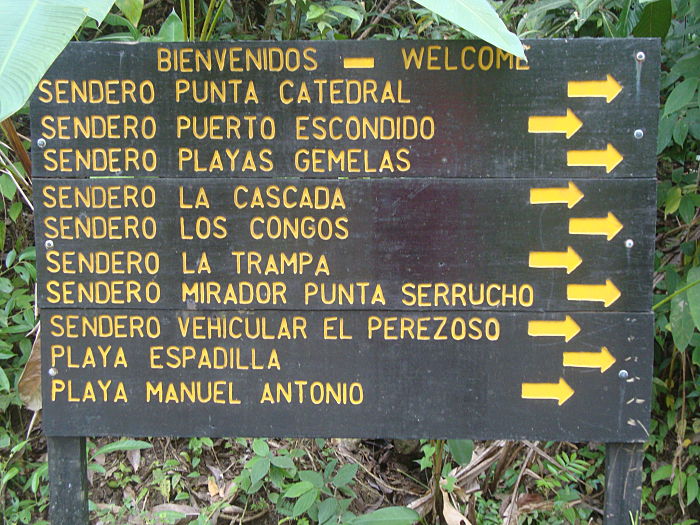 BIENVENIDOS - WELCOME
SENDERO PUNTA CATEDRAL
SENDERO PUERTO ESCONDIDO
SENDERO PLAYAS GEMELAS
SENDERO LA CASCADA
SENDERO LOS CONGOS
SENDERO LA TRAMPA
SENDERO MIRADOR PUNTA SERRUCHO
SENDERO VEHICULAR EL PEREZOSO
PLAYA ESPADILLA
PLAYA MANUEL ANTONIO